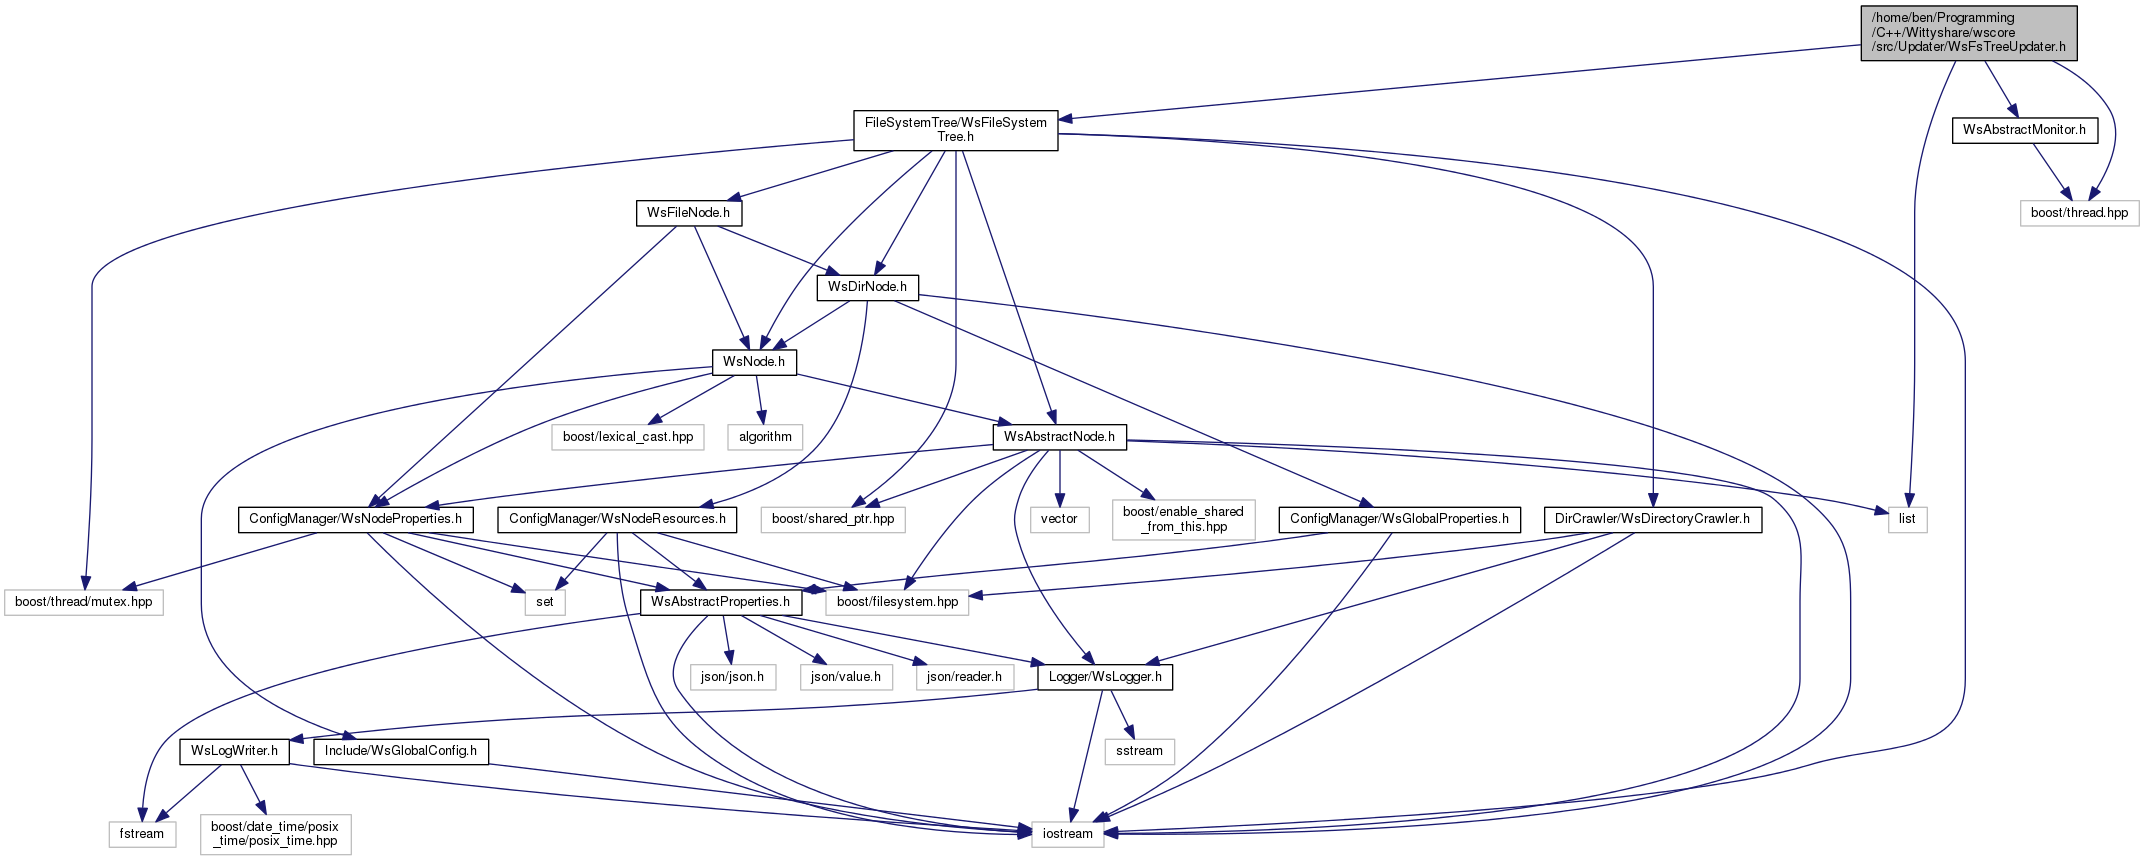 /home/ben/Programming
/C++/Wittyshare/wscore
/src/Updater/WsFsTreeUpdater.h
FileSystemTree/WsFileSystem
Tree.h
WsAbstractMonitor.h
WsFileNode.h
boost/thread.hpp
WsDirNode.h
WsNode.h
boost/lexical_cast.hpp
algorithm
WsAbstractNode.h
ConfigManager/WsNodeProperties.h
ConfigManager/WsNodeResources.h
boost/shared_ptr.hpp
vector
boost/enable_shared
_from_this.hpp
ConfigManager/WsGlobalProperties.h
DirCrawler/WsDirectoryCrawler.h
list
boost/thread/mutex.hpp
set
WsAbstractProperties.h
boost/filesystem.hpp
json/json.h
json/value.h
json/reader.h
Logger/WsLogger.h
WsLogWriter.h
Include/WsGlobalConfig.h
sstream
fstream
boost/date_time/posix
_time/posix_time.hpp
iostream